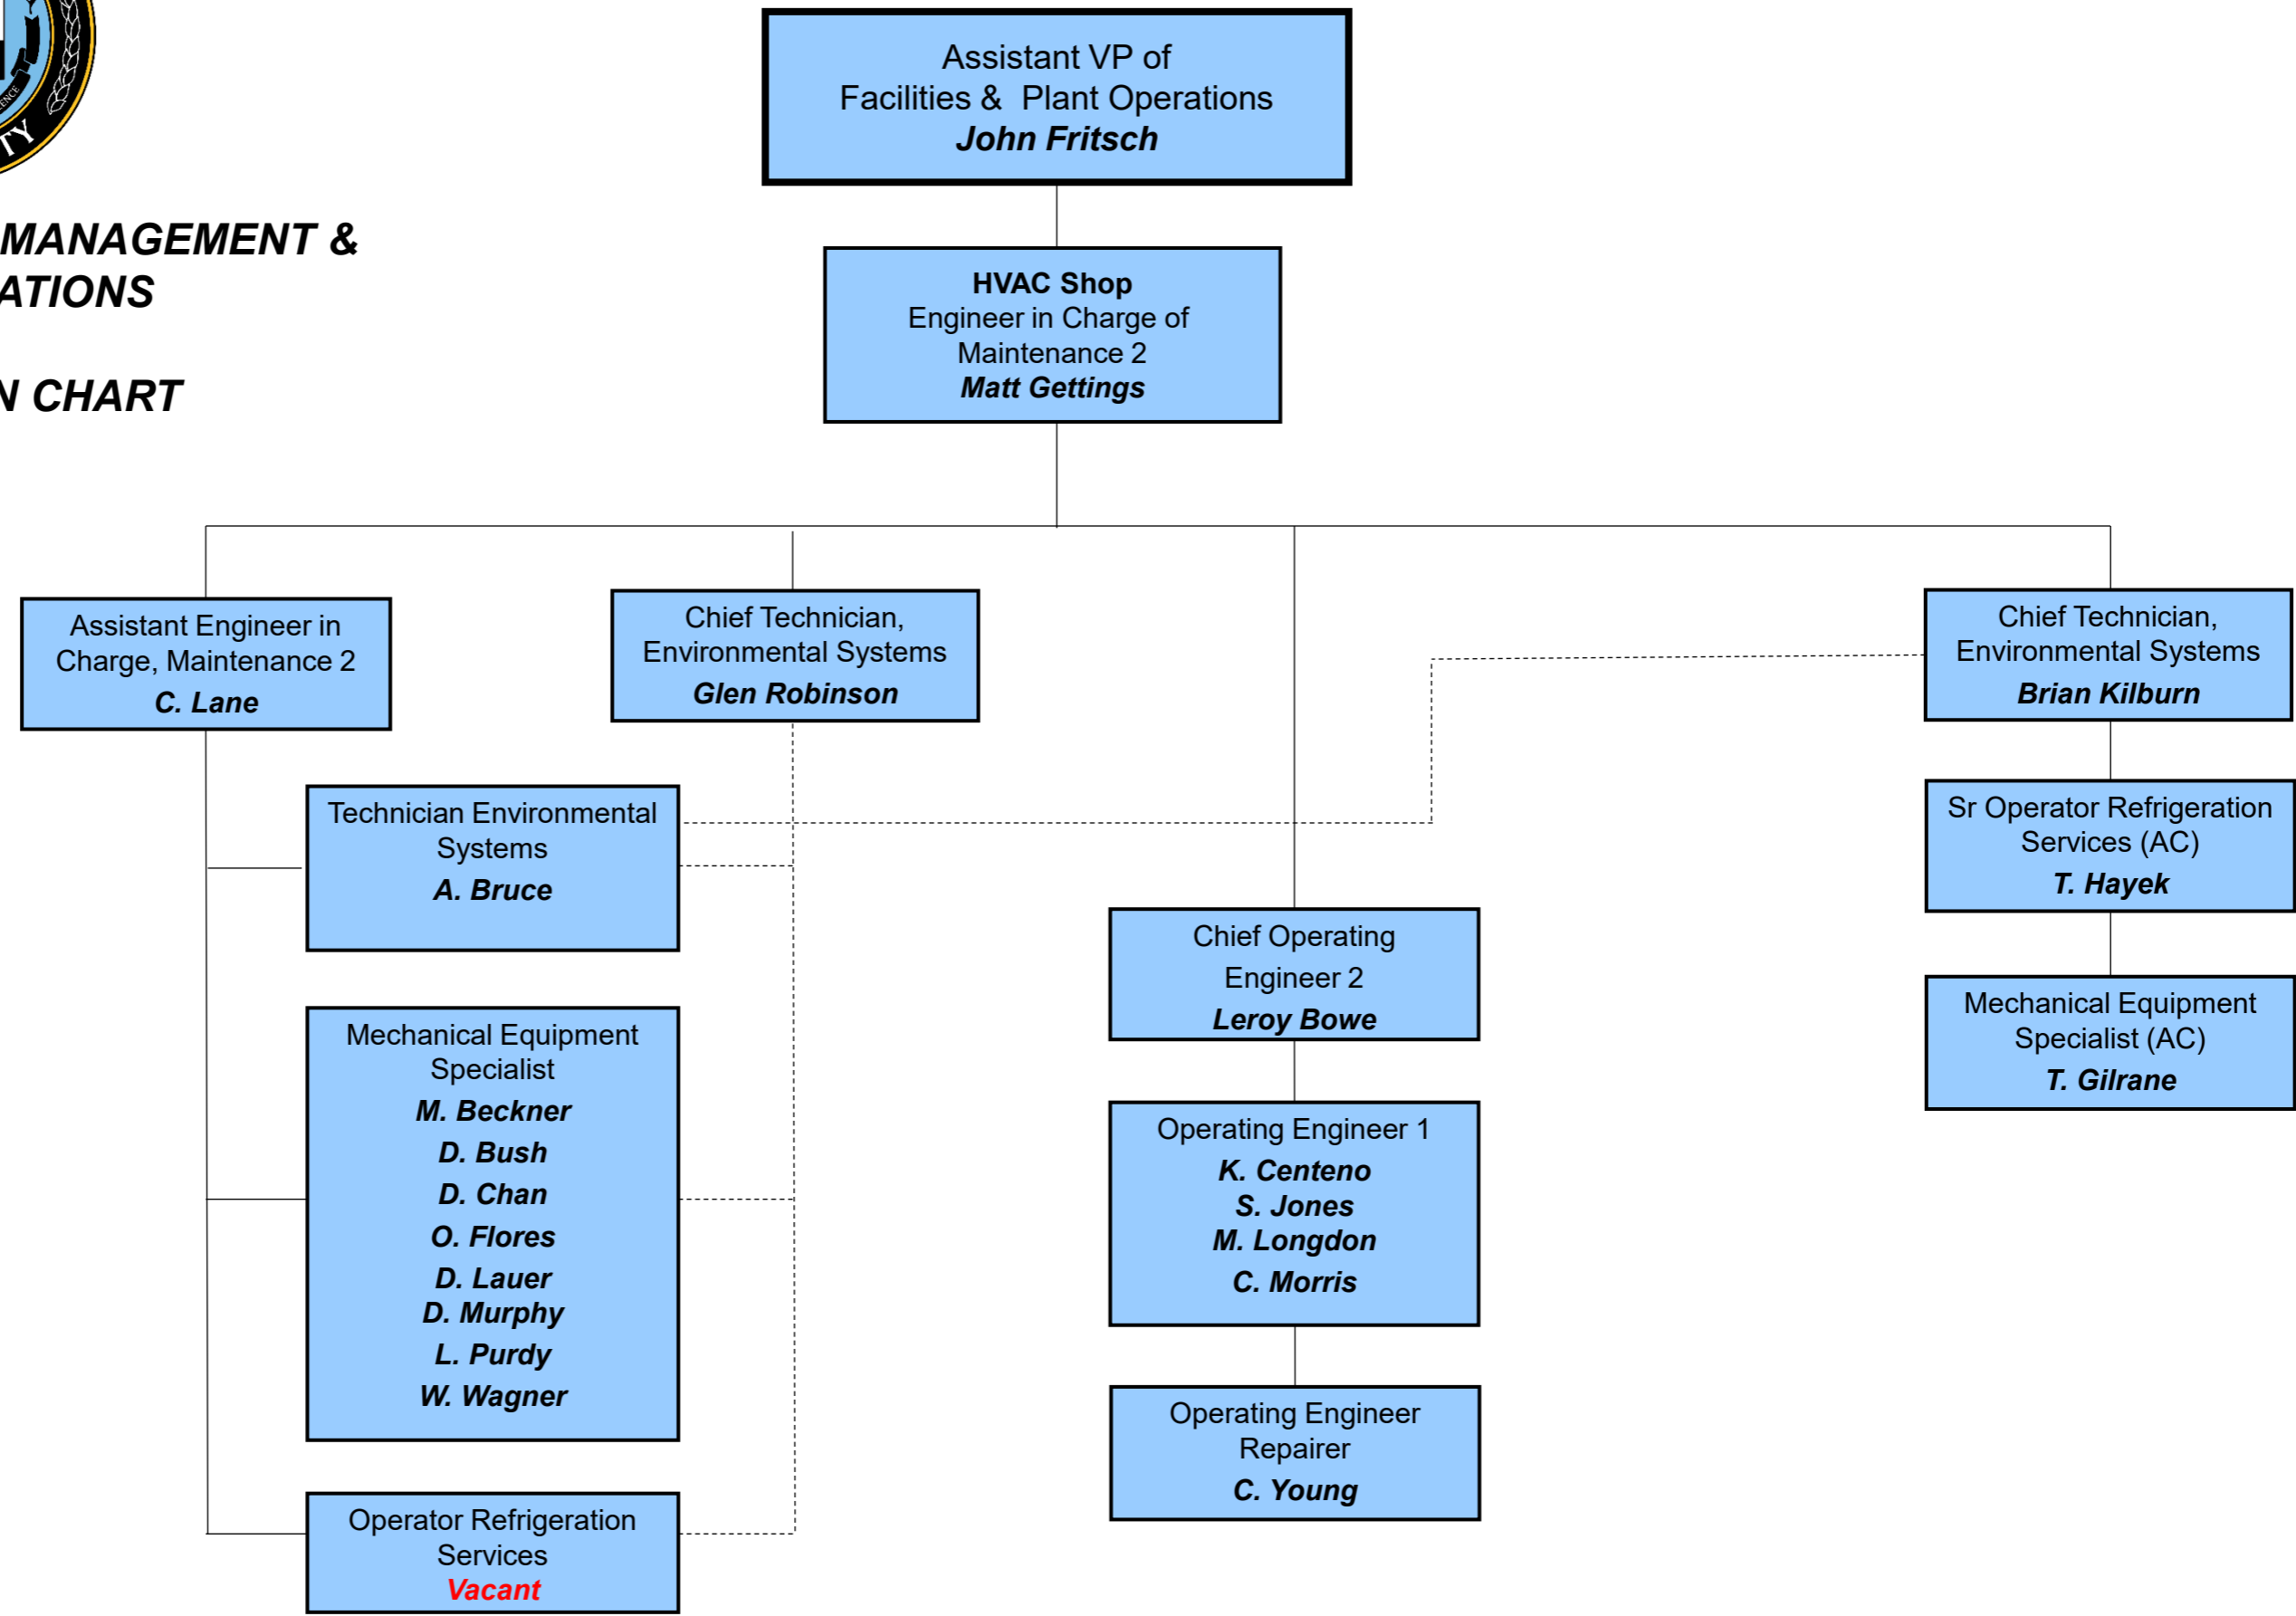 Assistant VP of
Facilities & Plant Operations
John Fritsch
MANAGEMENT &
HVAC Shop
Engineer in Charge of
Maintenance 2
Matt Gettings
CHART
Assistant Engineer in
Charge, Maintenance 2
C. Lane
Chief Technician,
Environmental Systems
Glen Robinson
Chief Technician,
Environmental Systems
Brian Kilburn
Technician Environmental
Systems
A. Bruce
Sr Operator Refrigeration
Services (AC)
T. Hayek
Chief Operating
Engineer 2
Leroy Bowe
Mechanical Equipment
Specialist (AC)
T. Gilrane
Mechanical Equipment
Specialist
M. Beckner
D. Bush
D. Chan
O. Flores
D. Lauer
D. Murphy
L. Purdy
W. Wagner
Operating Engineer 1
K. Centeno
S. Jones
M. Longdon
C. Morris
Operating Engineer
Repairer
C. Young
Operator Refrigeration
Services
Vacant